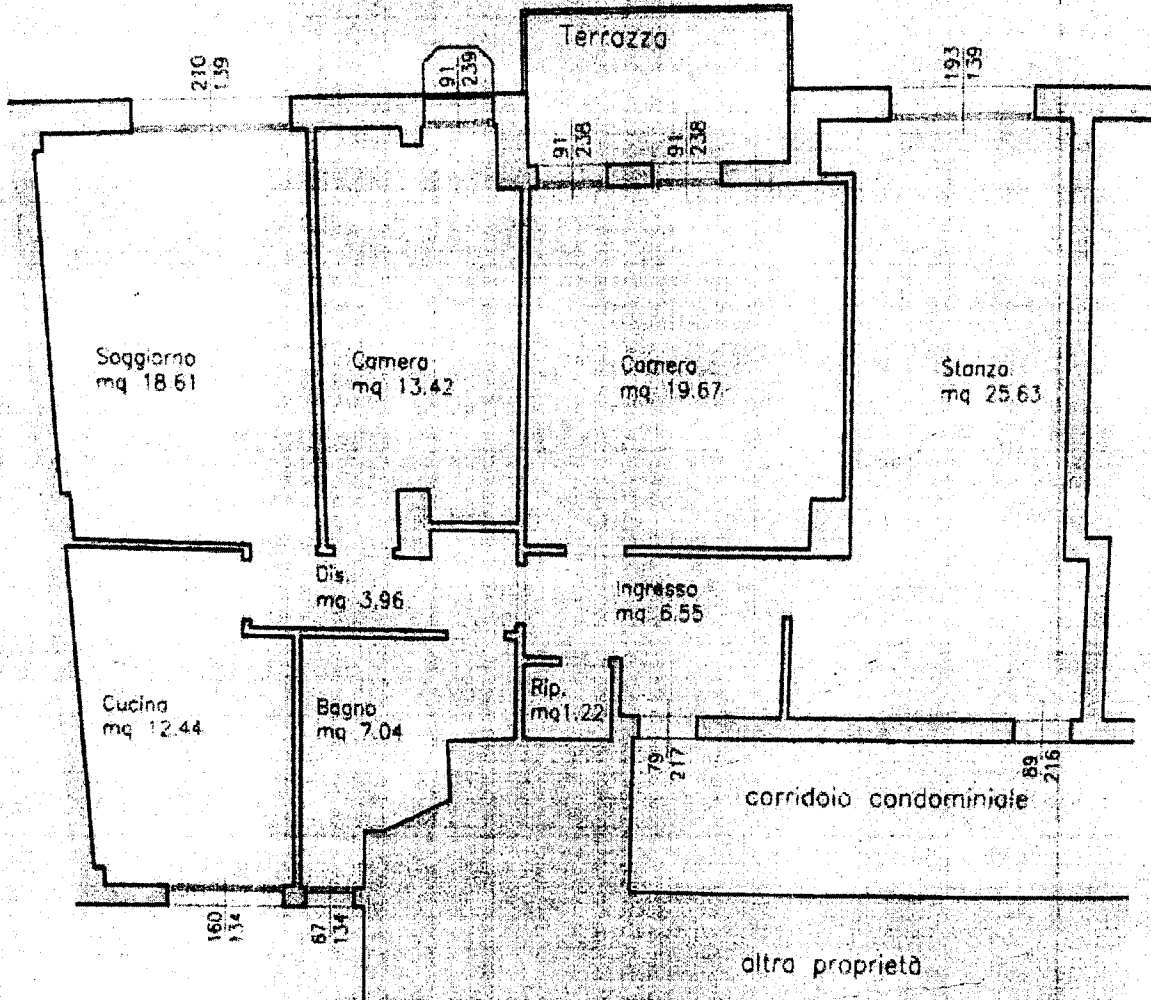 Terrazza
210
139
91
239
193
139
91
238
91
238
Soggiorno
mq 18.61
Camera
mq 13.42
Camera
mq 19.67
Stanza
mq 25.63
Dis.
mq 3.96
Ingresso
mq 6.55
Cucina
mq 12.44
Bagno
mq 7.04
Rip.
mq1.22
79
217
89
216
corridoio condominiale
160
134
67
134
altra proprietà